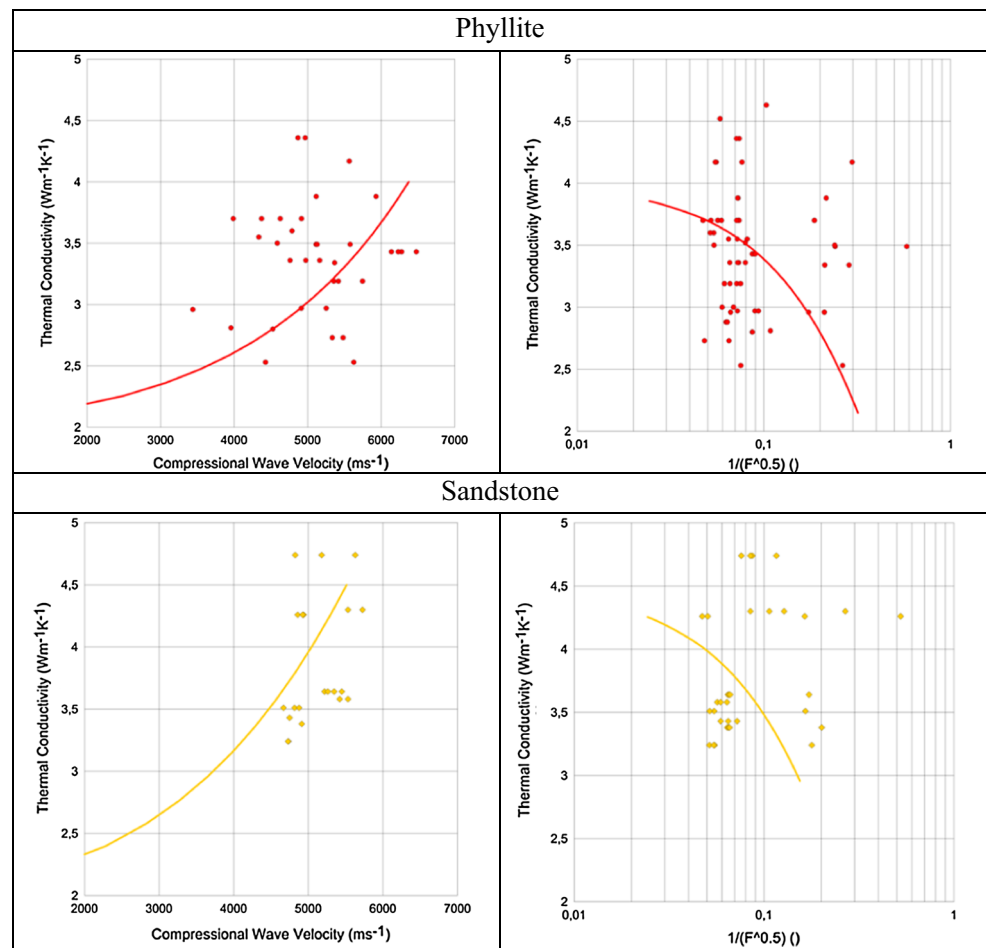 Phyllite
Thermal Conductivity (Wm-1K-1)
5
4,5
4
3,5
3
2,5
2
2000 3000 4000 5000 6000 7000
Compressional Wave Velocity (ms-1)
Thermal Conductivity (Wm-1K-1)
5
4,5
4
3,5
3
2,5
2
0,01 0,1 1
1/(F^0.5) ()
Sandstone
Thermal Conductivity (Wm-1K-1)
5
4,5
4
3,5
3
2,5
2
2000 3000 4000 5000 6000 7000
Compressional Wave Velocity (ms-1)
Thermal Conductivity (Wm-1K-1)
5
4,5
4
3,5
3
2,5
2
0,01 0,1 1
1/(F^0.5) ()